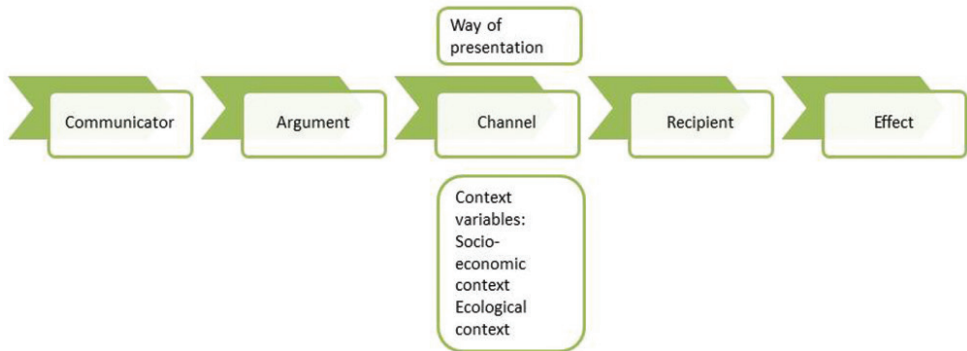 Way of
presentation
Communicator
Argument
Channel
Recipient
Effect
Context
variables:
Socio-
economic
context
Ecological
context